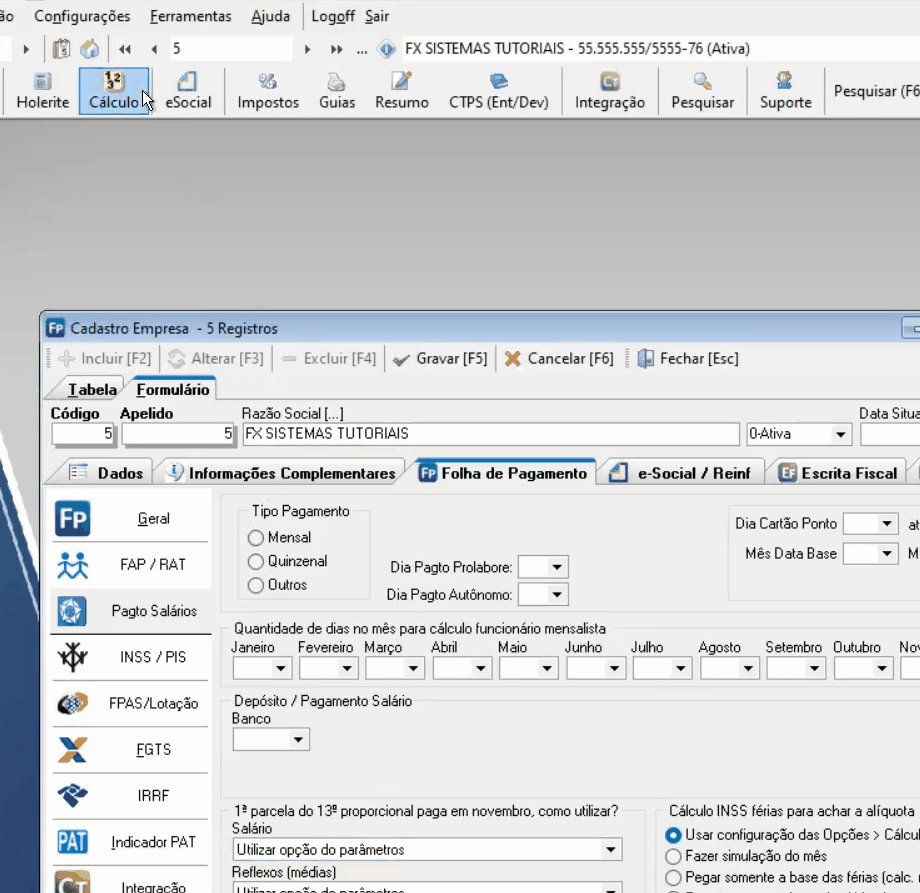 ão Configurações Ferramentas Ajuda Logoff Sair
5 ... FX SISTEMAS TUTORIAIS - 55.555.555/5555-76 (Ativa)
Holerite Cálculo eSocial Impostos Guias Resumo CTPS (Ent/Dev) Integração Pesquisar Suporte Pesquisar (F6
Fp Cadastro Empresa - 5 Registros
Incluir [F2] Alterar [F3] Excluir [F4] Gravar [F5] Cancelar [F6] Fechar [Esc]
Tabela Formulário
Código Apelido Razão Social [...] Data Situa
5 5 FX SISTEMAS TUTORIAIS 0-Ativa
Dados Informações Complementares Fp Folha de Pagamento e-Social / Reinf EF Escrita Fiscal
Fp Geral
FAP / RAT
Pagto Salários
INSS / PIS
FPAS/Lotação
FGTS
IRRF
PAT Indicador PAT
CT Integração
Tipo Pagamento
Mensal
Quinzenal
Outros
Dia Pagto Prolabore:
Dia Pagto Autônomo:
Dia Cartão Ponto at
Mês Data Base M
Quantidade de dias no mês para cálculo funcionário mensalista
Janeiro Fevereiro Março Abril Maio Junho Julho Agosto Setembro Outubro Nov
Depósito / Pagamento Salário
Banco
1ª parcela do 13º proporcional paga em novembro, como utilizar?
Salário
Utilizar opção do parâmetros
Reflexos (médias)
Utilizar opção do parâmetros
Cálculo INSS férias para achar a alíquota
Usar configuração das Opções > Cálcul
Fazer simulação do mês
Pegar somente a base das férias (calc. r